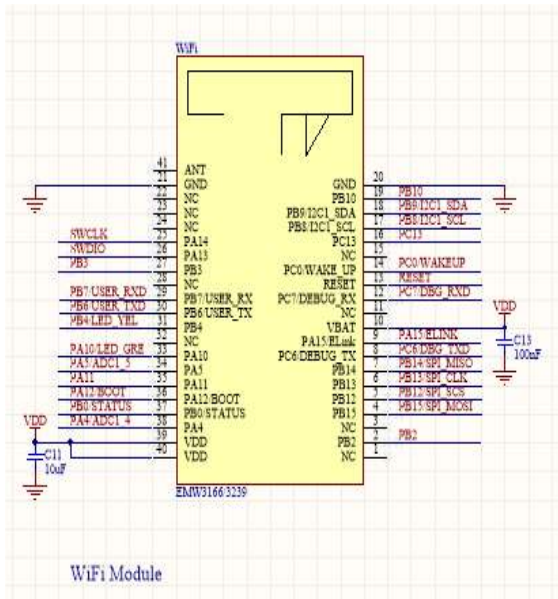 WiFi
41 ANT
21 GND
22 NC
23 NC
24 NC
SWCLK 25 PA14
SWDIO 26 PA13
PB3 27 PB3
28 NC
PB7/USER_RXD 29 PB7/USER_RX
PB6/USER_TXD 30 PB6/USER_TX
PB4/LED_YEL 31 PB4
32 NC
PA10/LED_GRE 33 PA10
PA5/ADC1_5 34 PA5
PA11 35 PA11
PA12/BOOT 36 PA12/BOOT
PB0/STATUS 37 PB0/STATUS
PA4/ADC1_4 38 PA4
VDD 39 VDD
40 VDD
C11
10uF
GND 20
PB10 19 PB10
PB9/I2C1_SDA 18 PB9/I2C1_SDA
PB8/I2C1_SCL 17 PB8/I2C1_SCL
PC13 16 PC13
NC 15
PC0/WAKE_UP 14 PC0/WAKEUP
RESET 13 RESET
PC7/DEBUG_RX 12 PC7/DBG_RXD
NC 11
VBAT 10 VDD
PA15/ELink 9 PA15/ELINK
PC6/DEBUG_TX 8 PC6/DBG_TXD
PB14 7 PB14/SPI_MISO
PB13 6 PB13/SPI_CLK
PB12 5 PB12/SPI_SCS
PB15 4 PB15/SPI_MOSI
NC 3
PB2 2 PB2
NC 1
C13
100nF
EMW3166/3239
WiFi Module